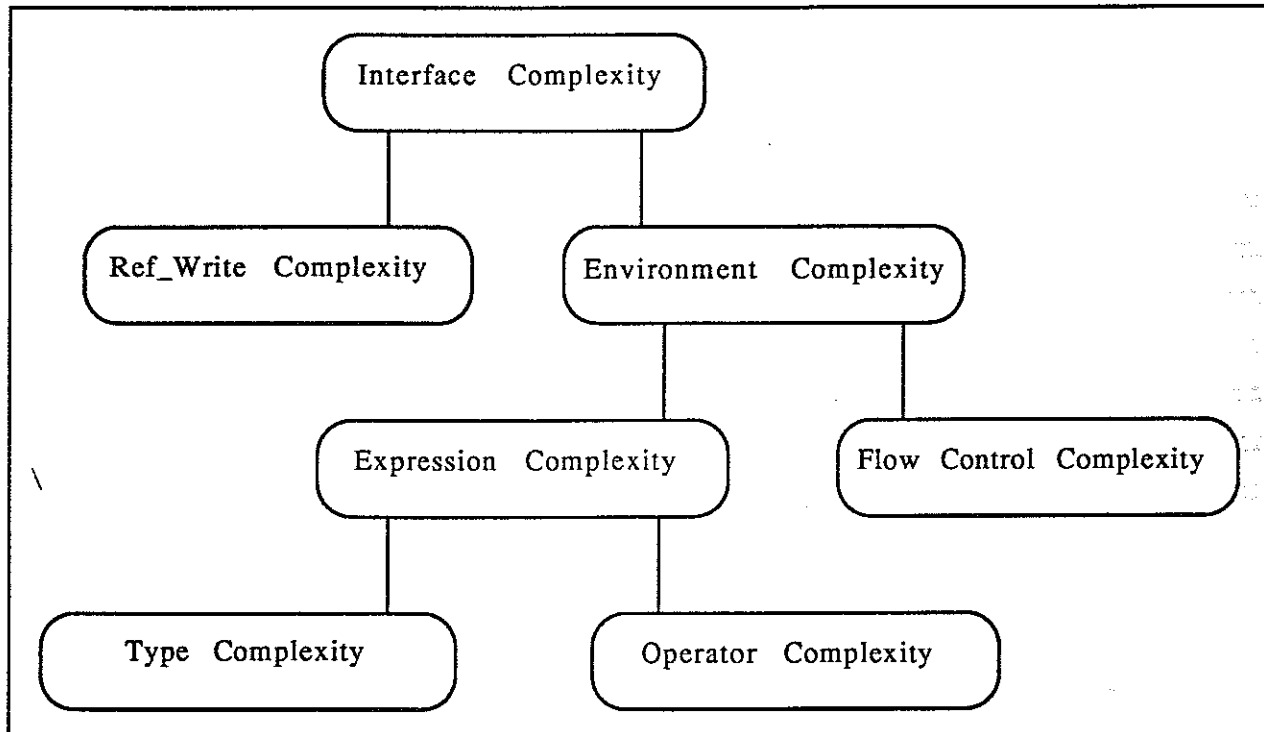 Interface Complexity
Ref_Write Complexity
Environment Complexity
Expression Complexity
Flow Control Complexity
Type Complexity
Operator Complexity